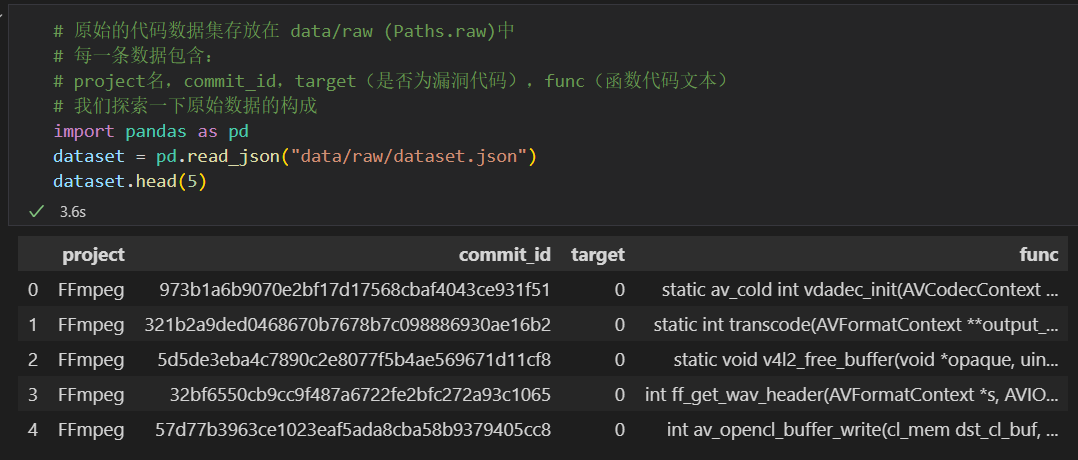 # 原始的代码数据集存放在 data/raw (Paths.raw)中
# 每一条数据包含:
# project名，commit_id，target（是否为漏洞代码），func（函数代码文本）
# 我们探索一下原始数据的构成
import pandas as pd
dataset = pd.read_json("data/raw/dataset.json")
dataset.head(5)
3.6s
project commit_id target func
0 FFmpeg 973b1a6b9070e2bf17d17568cbaf4043ce931f51 0 static av_cold int vdadec_init(AVCodecContext ...
1 FFmpeg 321b2a9ded0468670b7678b7c098886930ae16b2 0 static int transcode(AVFormatContext **output_...
2 FFmpeg 5d5de3eba4c7890c2e8077f5b4ae569671d11cf8 0 static void v4l2_free_buffer(void *opaque, uin...
3 FFmpeg 32bf6550cb9cc9f487a6722fe2bfc272a93c1065 0 int ff_get_wav_header(AVFormatContext *s, AVIO...
4 FFmpeg 57d77b3963ce1023eaf5ada8cba58b9379405cc8 0 int av_opencl_buffer_write(cl_mem dst_cl_buf, ...